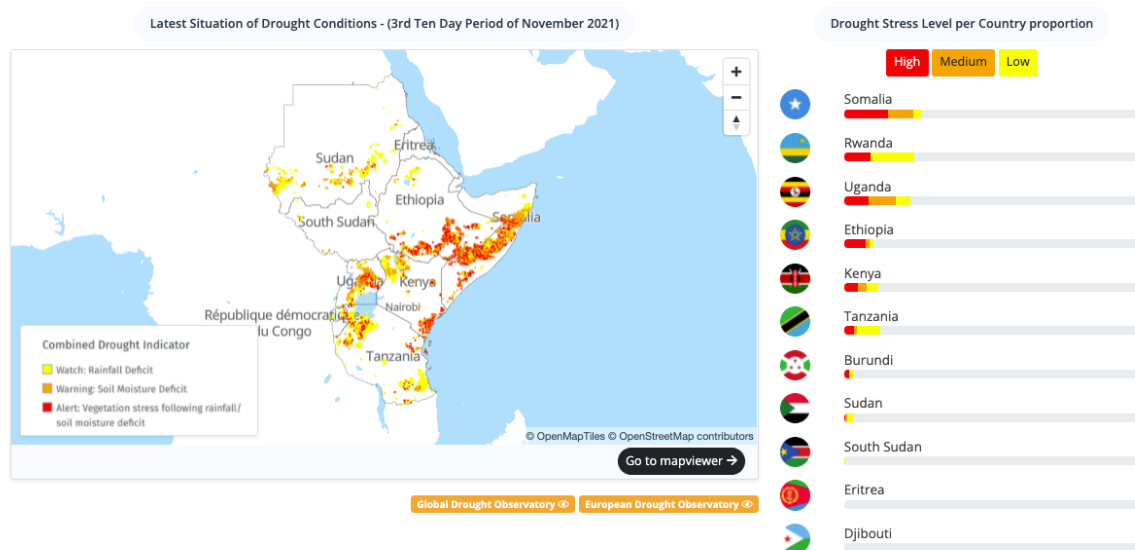 Latest Situation of Drought Conditions - (3rd Ten Day Period of November 2021)
Sudan
Eritrea
Ethiopia
South Sudan
Somalia
Uganda
Kenya
Nairobi
République démocratique
du Congo
Tanzania
Combined Drought Indicator
Watch: Rainfall Deficit
Warning: Soil Moisture Deficit
Alert: Vegetation stress following rainfall/
soil moisture deficit
© OpenMapTiles © OpenStreetMap contributors
Go to mapviewer →
Global Drought Observatory
European Drought Observatory
Drought Stress Level per Country proportion
High Medium Low
Somalia
Rwanda
Uganda
Ethiopia
Kenya
Tanzania
Burundi
Sudan
South Sudan
Eritrea
Djibouti